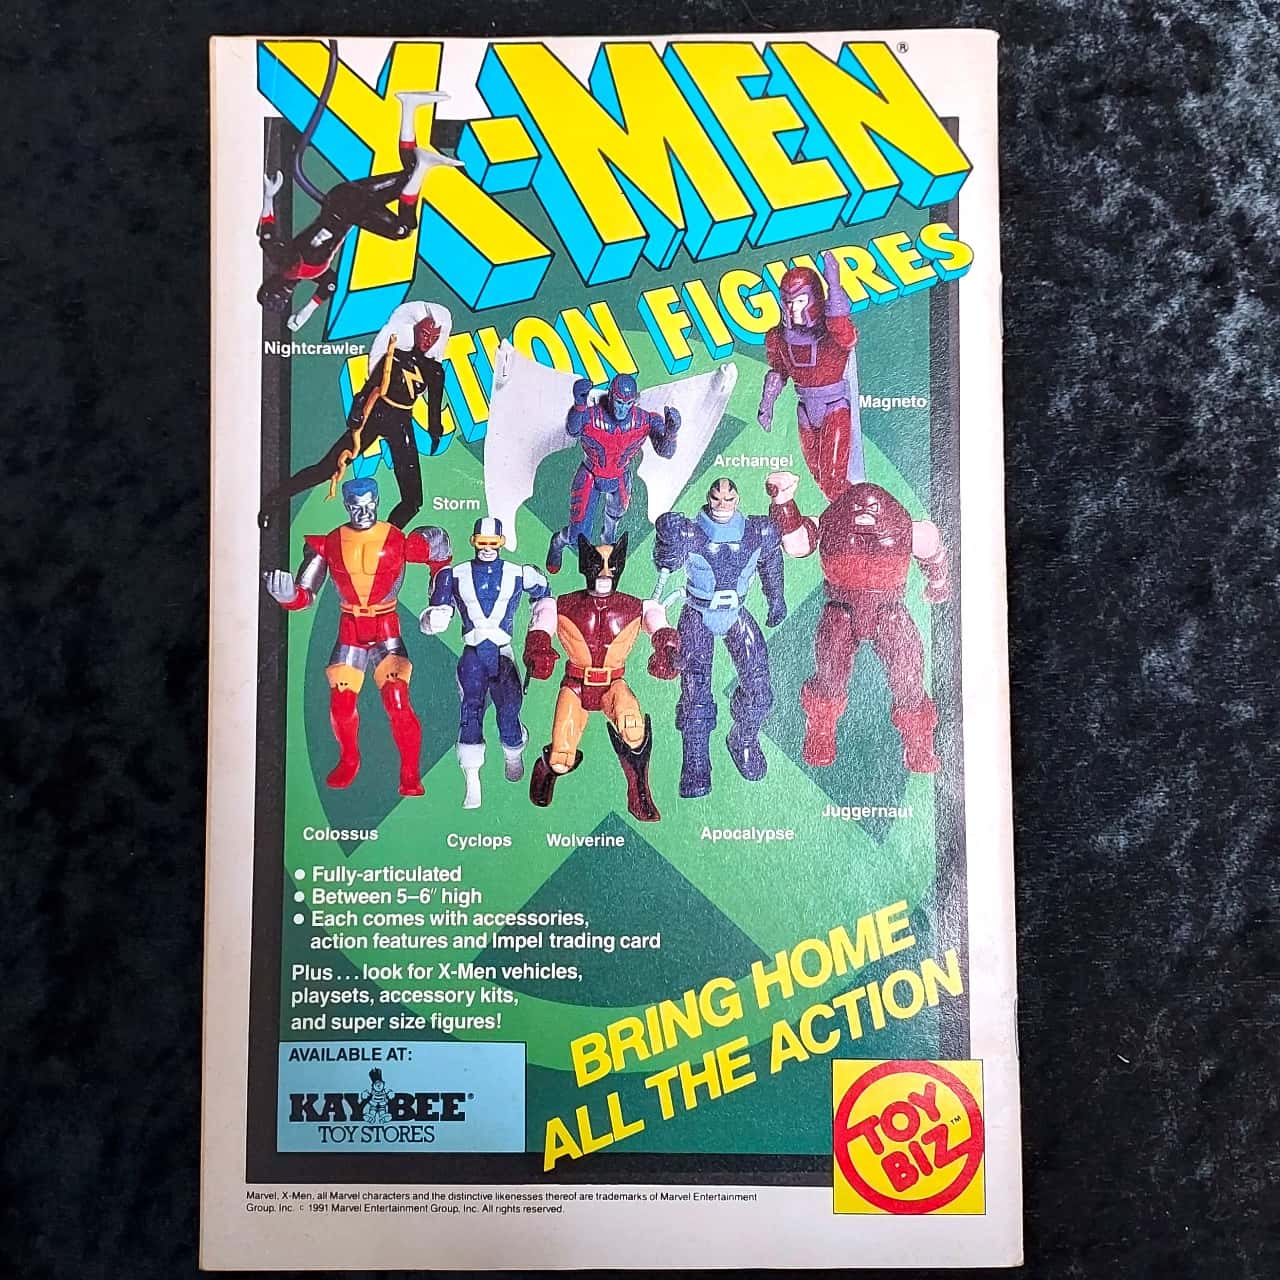 X-MEN®
ACTION FIGURES
Nightcrawler
Magneto
Archangel
Storm
Juggernaut
Colossus
Cyclops
Wolverine
Apocalypse
• Fully-articulated
• Between 5–6″ high
• Each comes with accessories,
action features and Impel trading card
Plus...look for X-Men vehicles,
playsets, accessory kits,
and super size figures!
BRING HOME
ALL THE ACTION
AVAILABLE AT:
KAY BEE®
TOY STORES
TOY
BIZ™
Marvel, X-Men, all Marvel characters and the distinctive likenesses thereof are trademarks of Marvel Entertainment
Group, Inc. © 1991 Marvel Entertainment Group, Inc. All rights reserved.